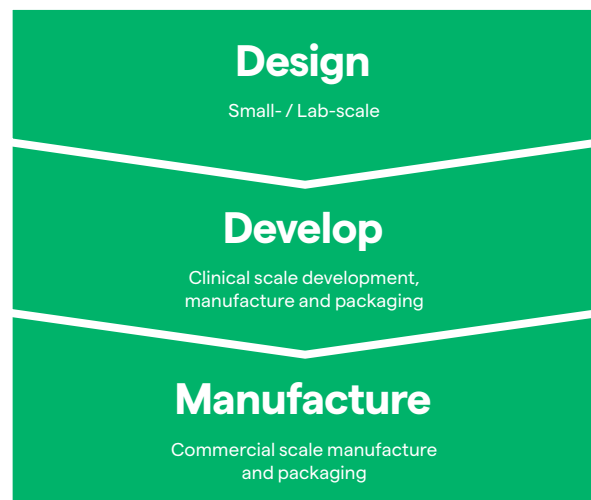 Design
Small- / Lab-scale
Develop
Clinical scale development,
manufacture and packaging
Manufacture
Commercial scale manufacture
and packaging